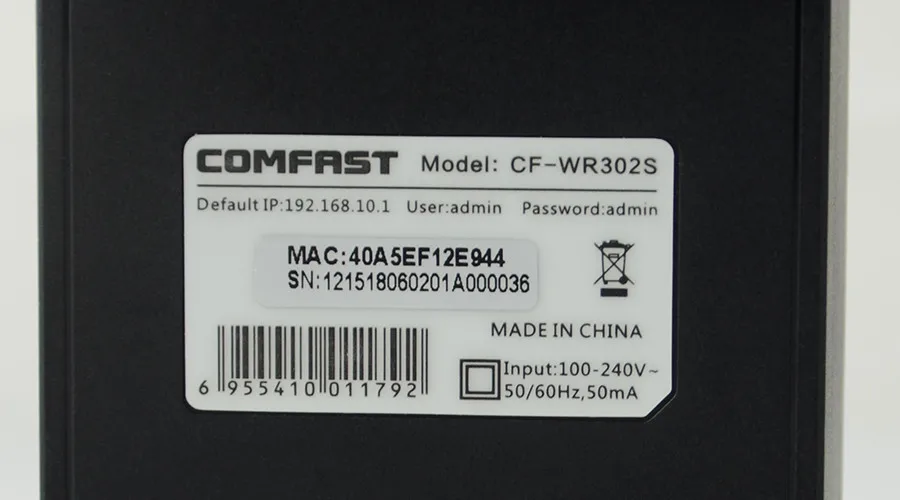 COMFAST Model: CF-WR302S
Default IP:192.168.10.1 User:admin Password:admin
MAC:40A5EF12E944
SN:121518060201A000036
MADE IN CHINA
6 955410 011792
Input:100-240V~
50/60Hz,50mA